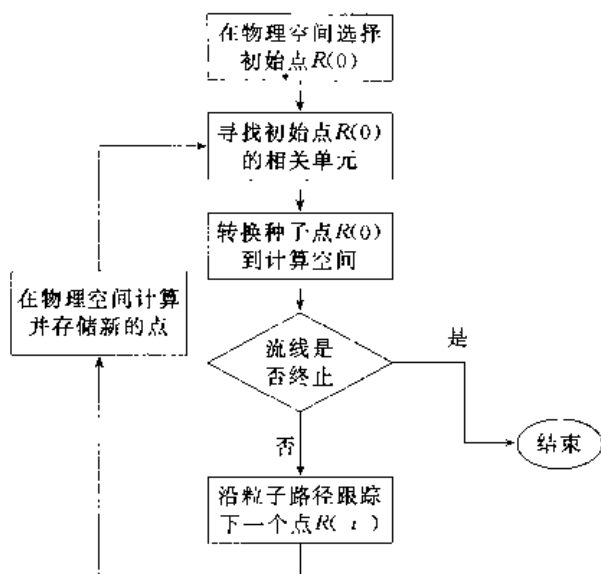 在物理空间选择
初始点R(0)
寻找初始点R(0)
的相关单元
转换种子点R(0)
到计算空间
在物理空间计算
并存储新的点
流线是
否终止
是
结束
否
沿粒子路径跟踪
下一个点R( t )